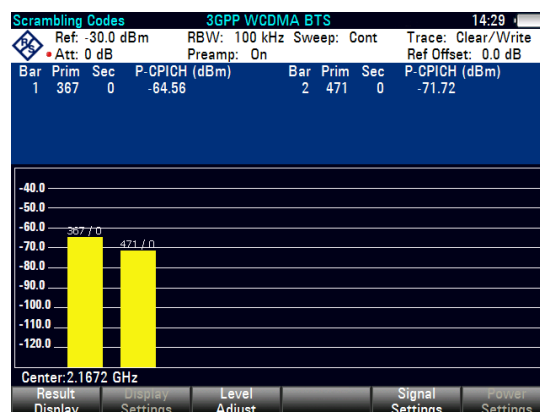 Scrambling Codes 3GPP WCDMA BTS 14:29
Ref: -30.0 dBm RBW: 100 kHz Sweep: Cont Trace: Clear/Write
Att: 0 dB Preamp: On Ref Offset: 0.0 dB
Bar Prim Sec P-CPICH (dBm) Bar Prim Sec P-CPICH (dBm)
1 367 0 -64.56 2 471 0 -71.72
-40.0
-50.0
-60.0
367 / 0
-70.0
471 / 0
-80.0
-90.0
-100.0
-110.0
-120.0
Center:2.1672 GHz
Result Display Level Signal Power
Display Settings Adjust Settings Settings